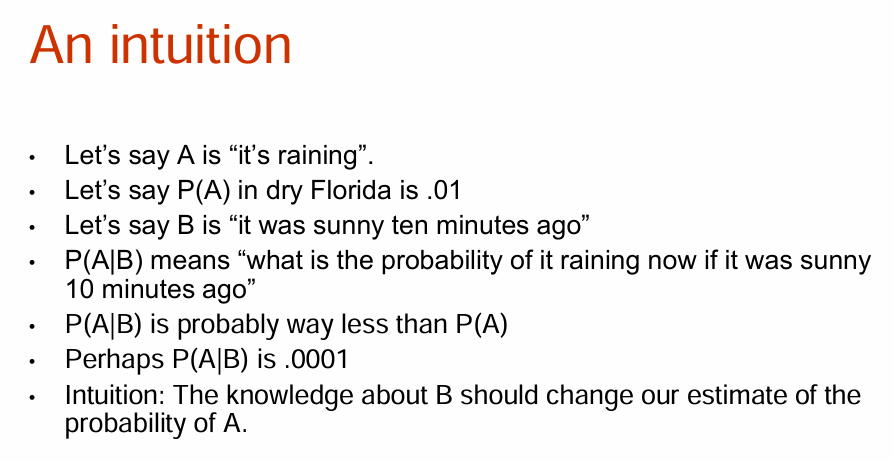 An intuition
• Let’s say A is “it’s raining”.
• Let’s say P(A) in dry Florida is .01
• Let’s say B is “it was sunny ten minutes ago”
• P(A|B) means “what is the probability of it raining now if it was sunny
10 minutes ago”
• P(A|B) is probably way less than P(A)
• Perhaps P(A|B) is .0001
• Intuition: The knowledge about B should change our estimate of the
probability of A.